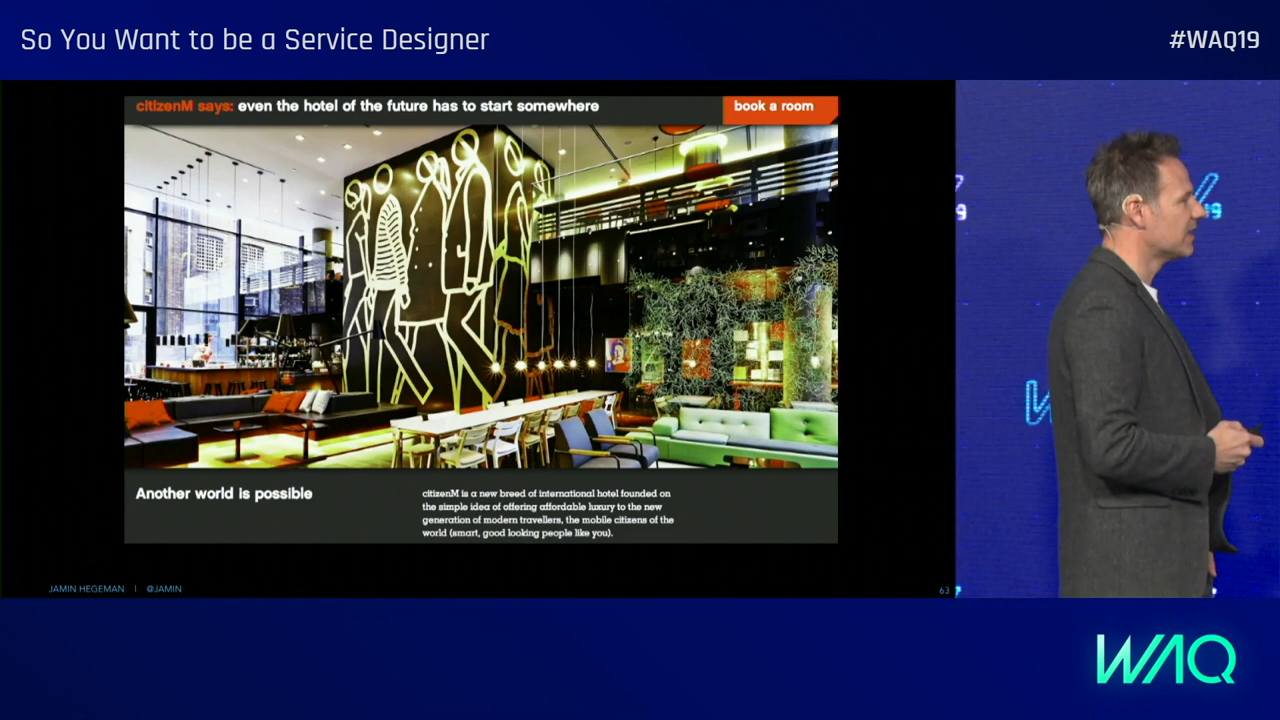 So You Want to be a Service Designer
#WAQ19
citizenM says: even the hotel of the future has to start somewhere
book a room
Another world is possible
citizenM is a new breed of international hotel founded on
the simple idea of offering affordable luxury to the new
generation of modern travellers, the mobile citizens of the
world (smart, good looking people like you).
JAMIN HEGEMAN | @JAMIN
63
WAQ